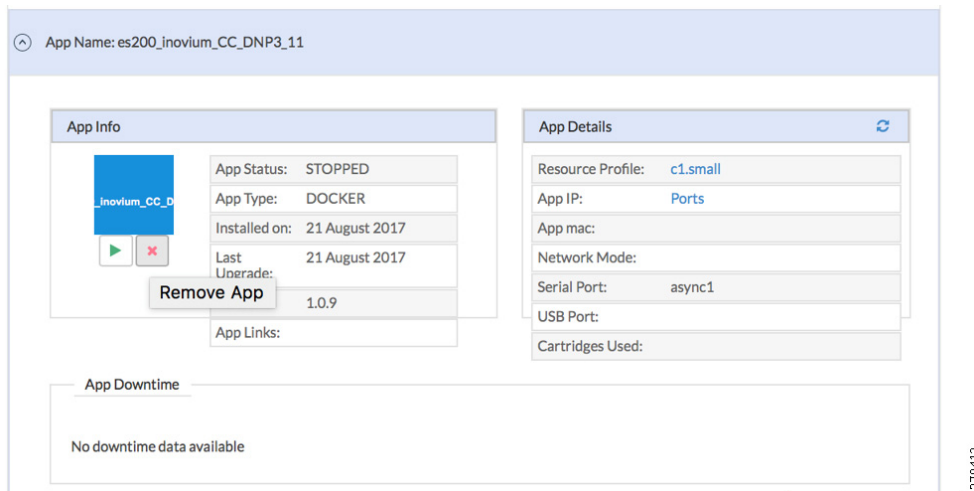 App Name: es200_inovium_CC_DNP3_11
App Info
_inovium_CC_D
App Status: STOPPED
App Type: DOCKER
Installed on: 21 August 2017
Last 21 August 2017
Upgrade:
1.0.9
App Links:
Remove App
App Details
Resource Profile: c1.small
App IP: Ports
App mac:
Network Mode:
Serial Port: async1
USB Port:
Cartridges Used:
App Downtime
No downtime data available